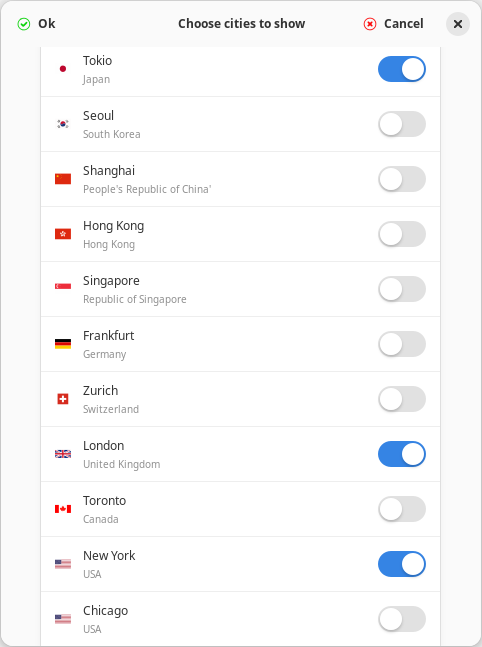 Ok
Choose cities to show
Cancel
Tokio
Japan
Seoul
South Korea
Shanghai
People's Republic of China'
Hong Kong
Hong Kong
Singapore
Republic of Singapore
Frankfurt
Germany
Zurich
Switzerland
London
United Kingdom
Toronto
Canada
New York
USA
Chicago
USA